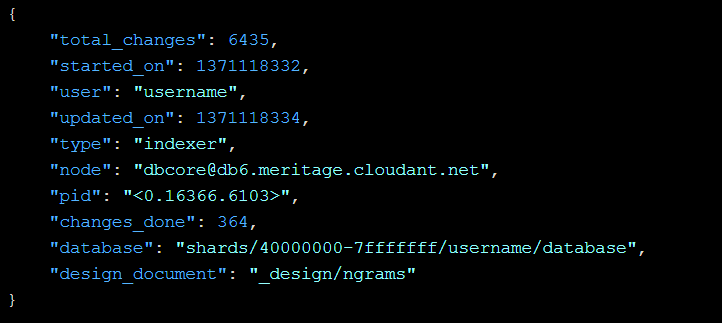 {
"total_changes": 6435,
"started_on": 1371118332,
"user": "username",
"updated_on": 1371118334,
"type": "indexer",
"node": "dbcore@db6.meritage.cloudant.net",
"pid": "<0.16366.6103>",
"changes_done": 364,
"database": "shards/40000000-7fffffff/username/database",
"design_document": "_design/ngrams"
}